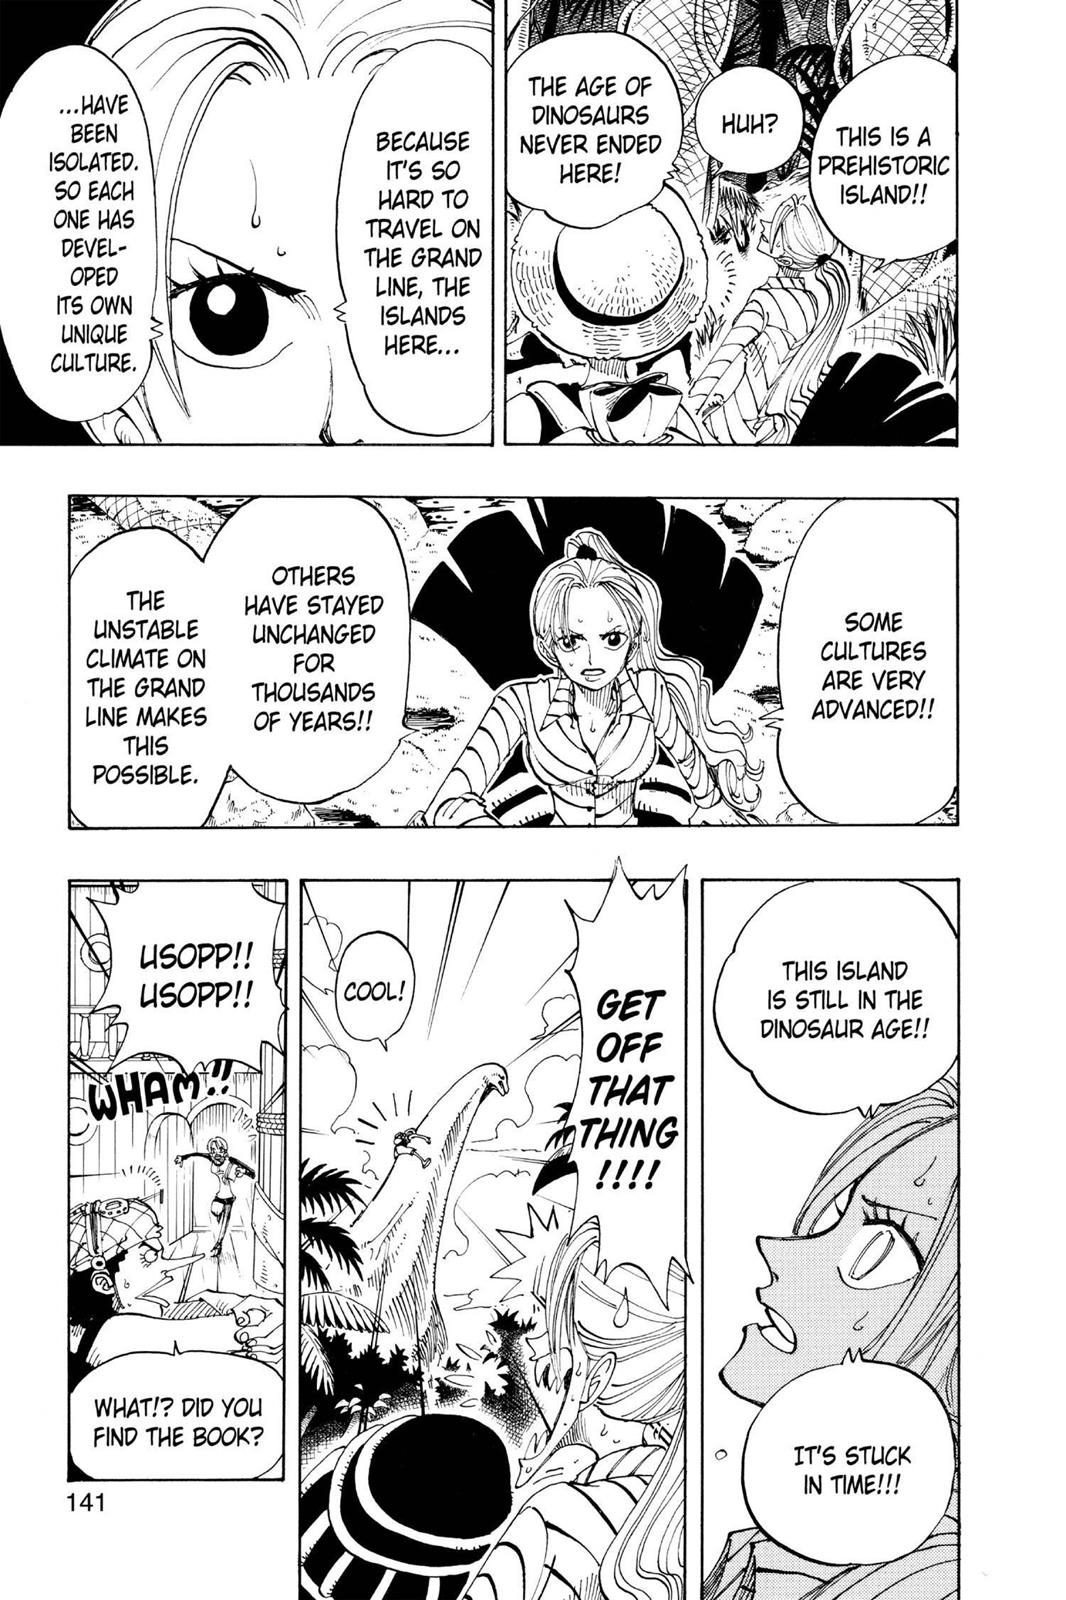 THIS IS A
PREHISTORIC
ISLAND!!
HUH?
THE AGE OF
DINOSAURS
NEVER ENDED
HERE!
BECAUSE
IT'S SO
HARD TO
TRAVEL ON
THE GRAND
LINE, THE
ISLANDS
HERE...
...HAVE
BEEN
ISOLATED.
SO EACH
ONE HAS
DEVEL-
OPED
ITS OWN
UNIQUE
CULTURE.
SOME
CULTURES
ARE VERY
ADVANCED!!
OTHERS
HAVE STAYED
UNCHANGED
FOR
THOUSANDS
OF YEARS!!
THE
UNSTABLE
CLIMATE ON
THE GRAND
LINE MAKES
THIS
POSSIBLE.
THIS ISLAND
IS STILL IN THE
DINOSAUR AGE!!
IT'S STUCK
IN TIME!!!
GET
OFF
THAT
THING
!!!!
COOL!
USOPP!!
USOPP!!
WHAM!!
WHAT!? DID YOU
FIND THE BOOK?
141